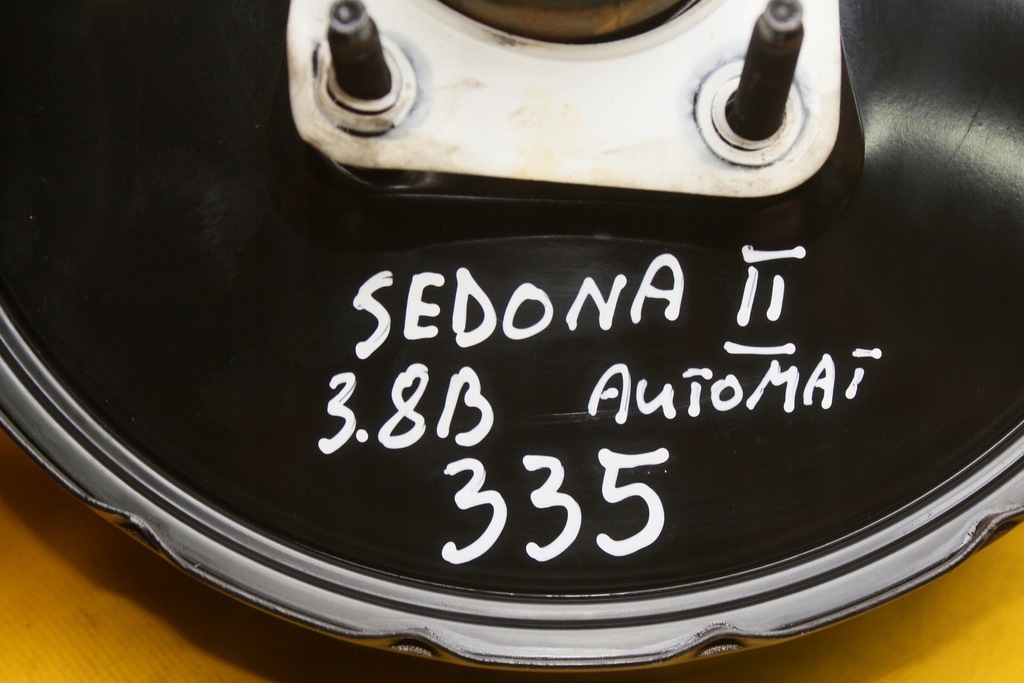 SEDONA II
3.8B AUTOMAT
335